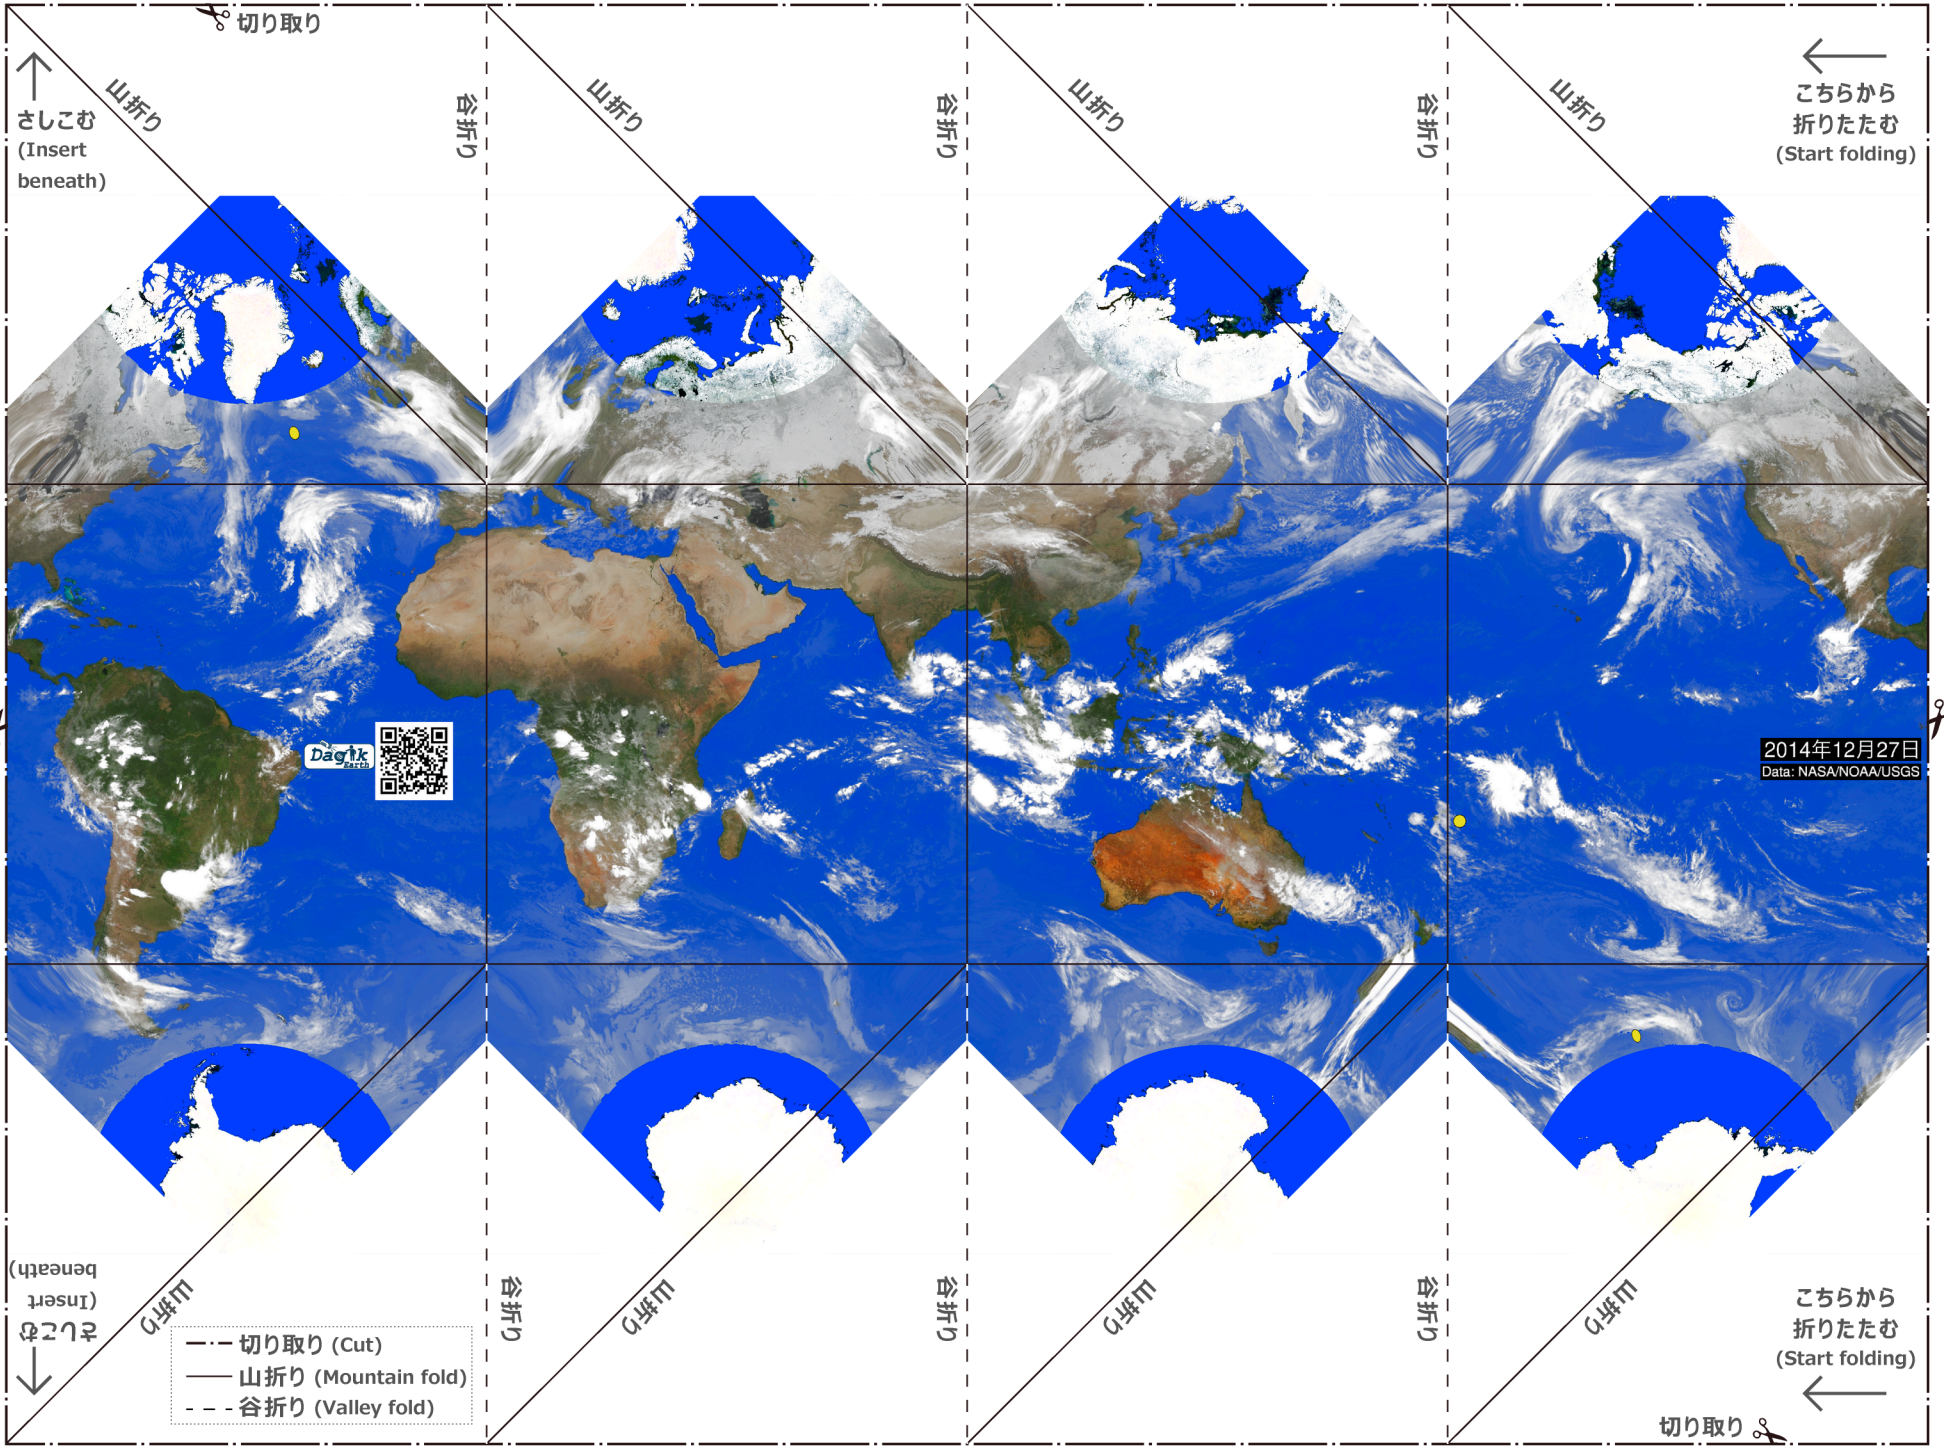 切り取り
山折り
谷折り
山折り
谷折り
山折り
谷折り
山折り
さしこむ
(Insert
beneath)
こちらから
折りたたむ
(Start folding)
Dagik
Earth
2014年12月27日
Data: NASA/NOAA/USGS
さしこむ
(Insert
beneath)
山折り
谷折り
山折り
谷折り
山折り
谷折り
山折り
こちらから
折りたたむ
(Start folding)
切り取り (Cut)
山折り (Mountain fold)
谷折り (Valley fold)
切り取り